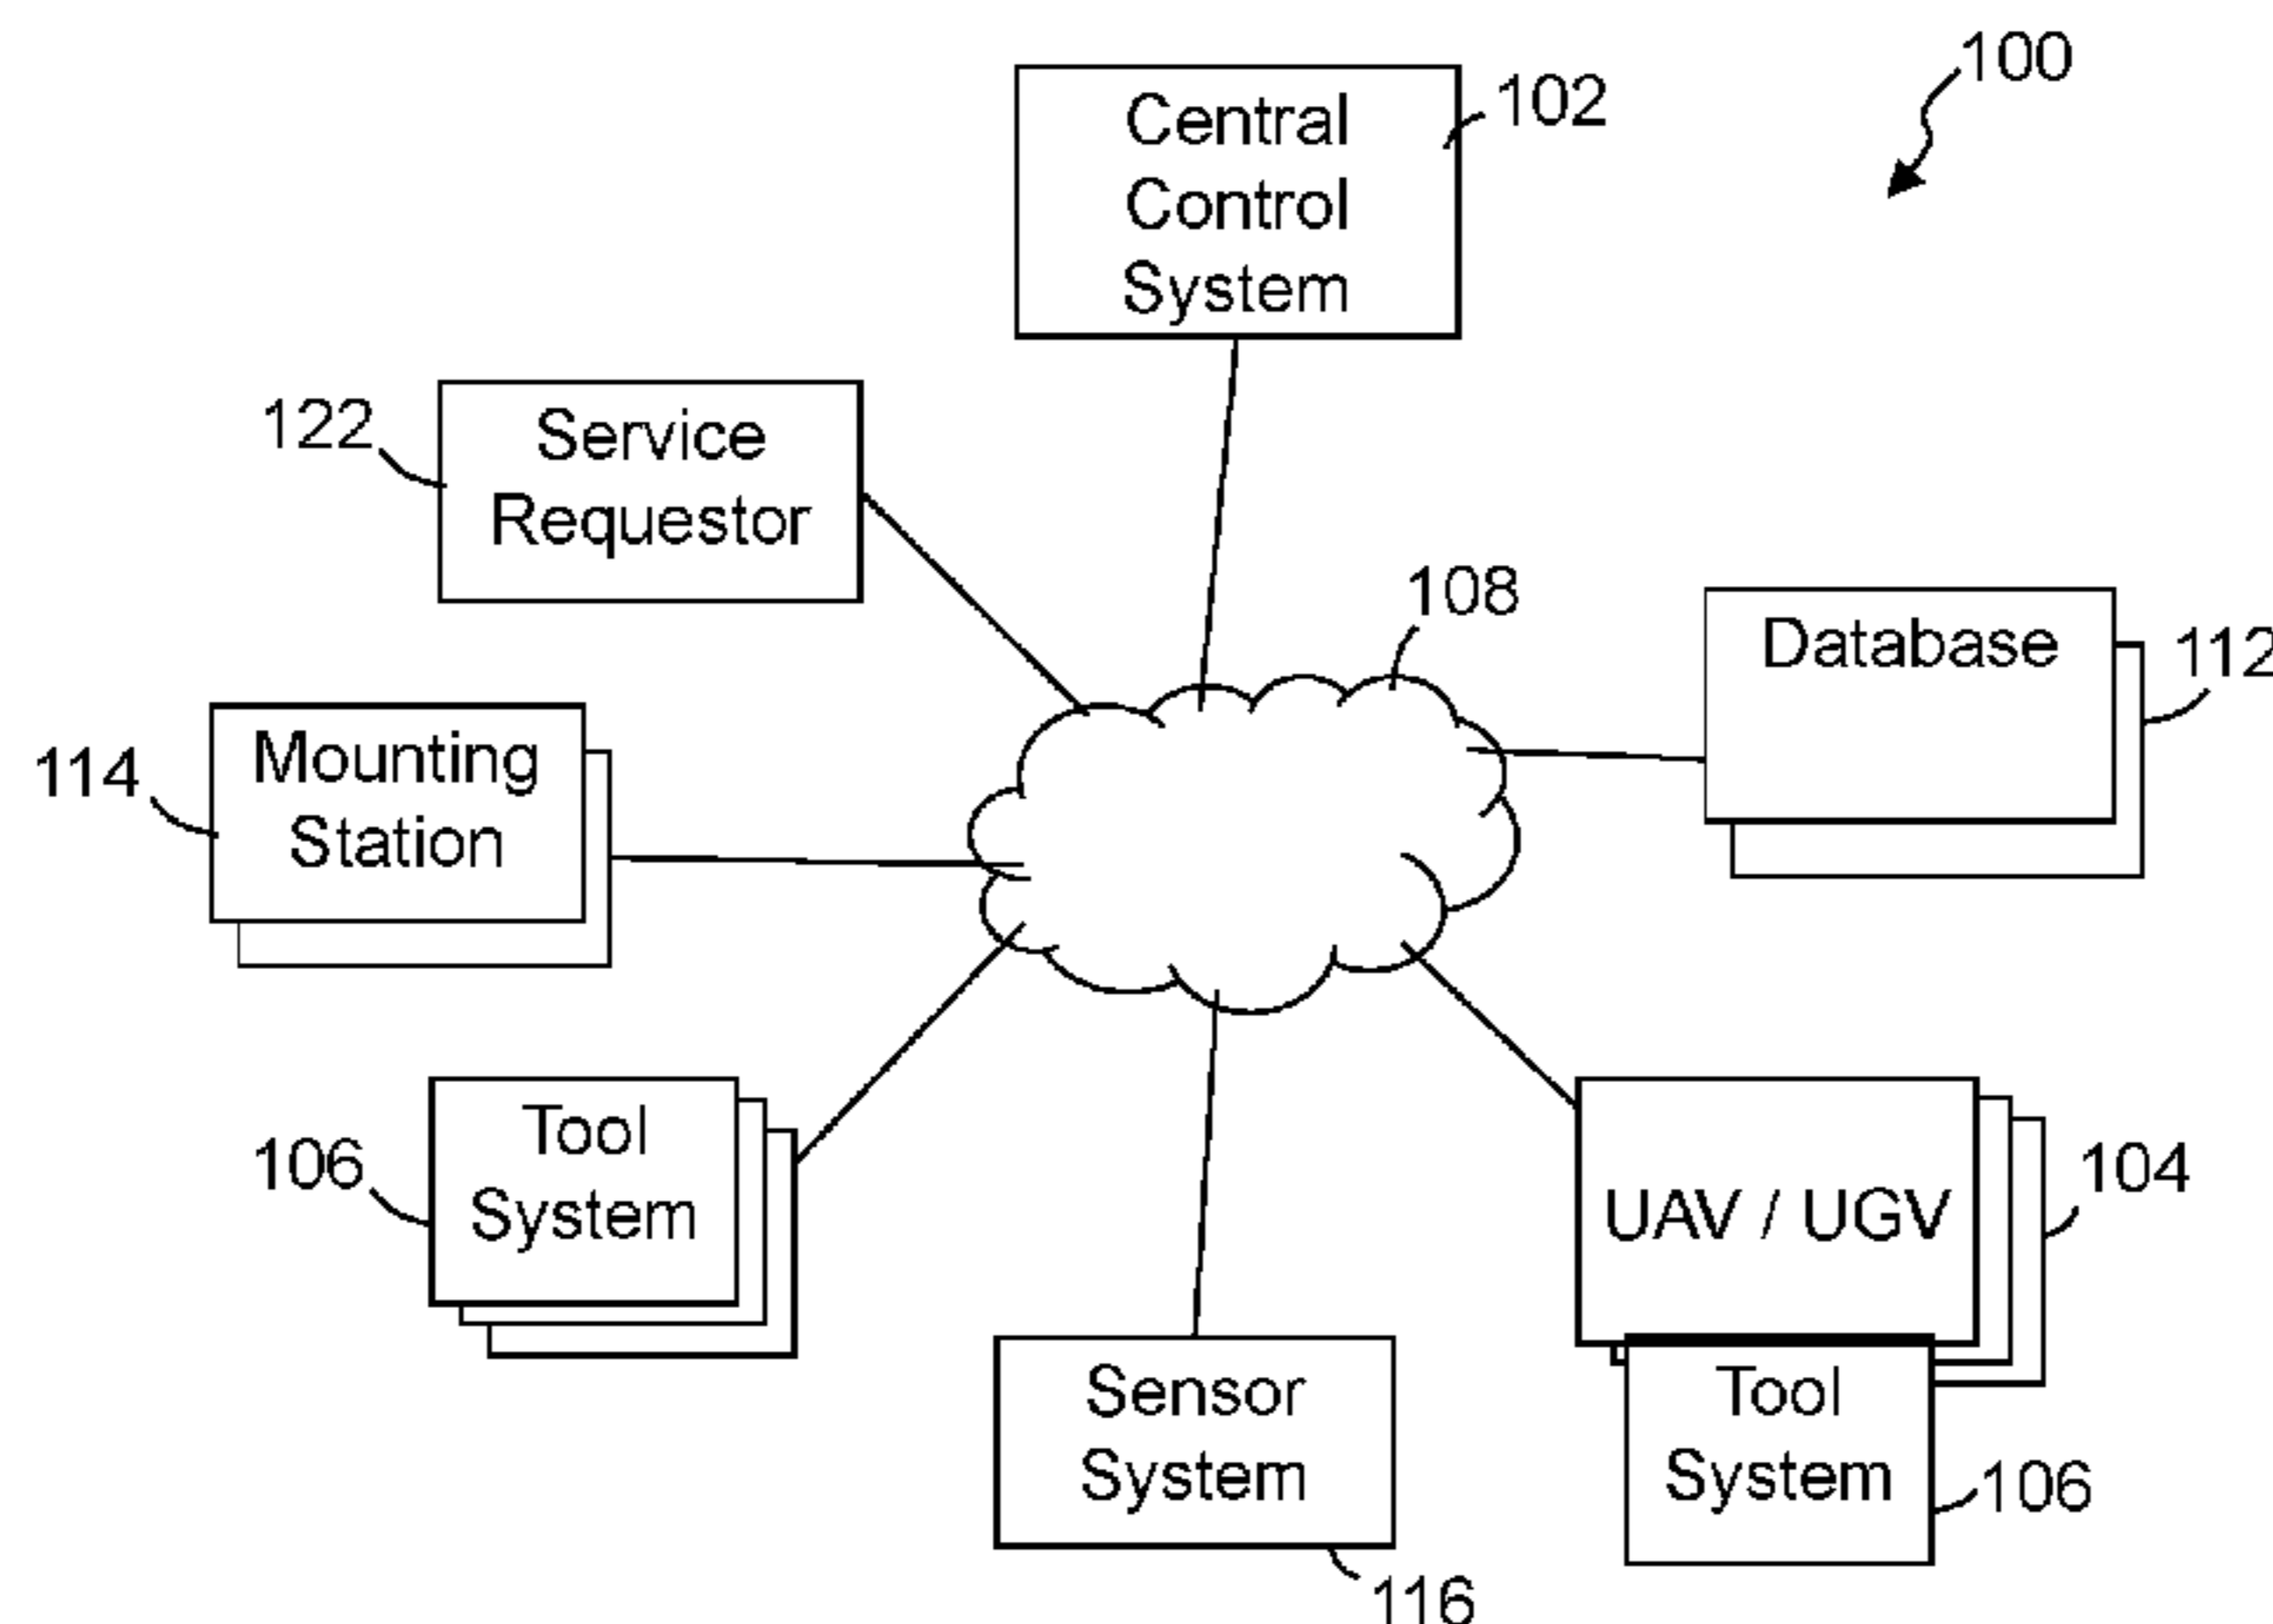 100
Central
Control
System
102
122
Service
Requestor
108
Database
112
114
Mounting
Station
106
Tool
System
UAV / UGV
104
Sensor
System
116
Tool
System
106